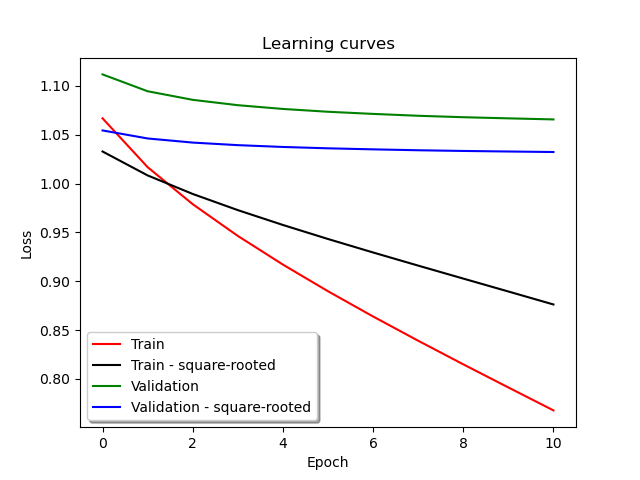 Learning curves
Loss
1.10
1.05
1.00
0.95
0.90
0.85
0.80
Train
Train - square-rooted
Validation
Validation - square-rooted
0 2 4 6 8 10
Epoch